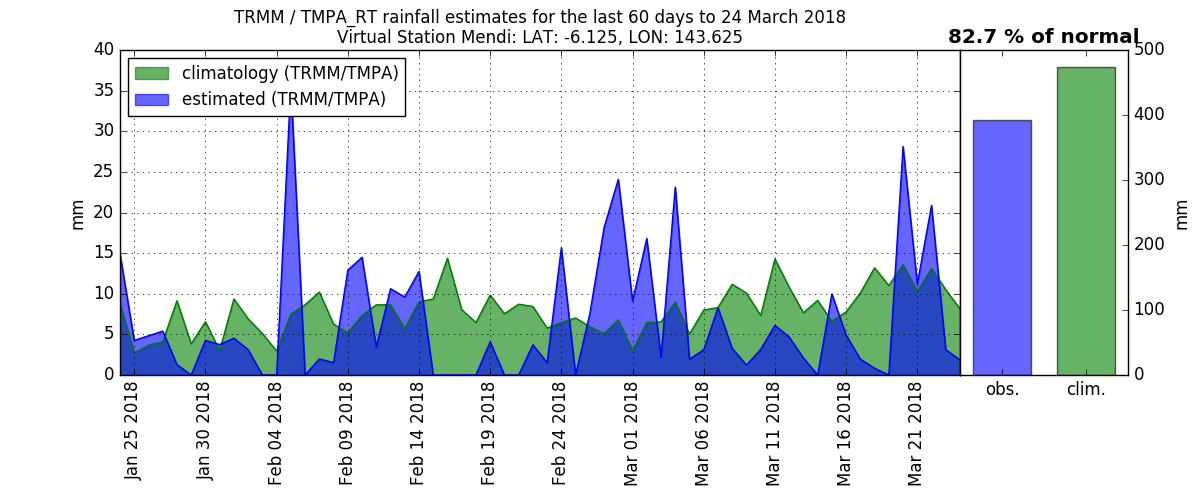 TRMM / TMPA_RT rainfall estimates for the last 60 days to 24 March 2018
Virtual Station Mendi: LAT: -6.125, LON: 143.625
82.7 % of normal
climatology (TRMM/TMPA)
estimated (TRMM/TMPA)
mm
40
35
30
25
20
15
10
5
0
Jan 25 2018
Jan 30 2018
Feb 04 2018
Feb 09 2018
Feb 14 2018
Feb 19 2018
Feb 24 2018
Mar 01 2018
Mar 06 2018
Mar 11 2018
Mar 16 2018
Mar 21 2018
obs.
clim.
500
400
300
200
100
0
mm